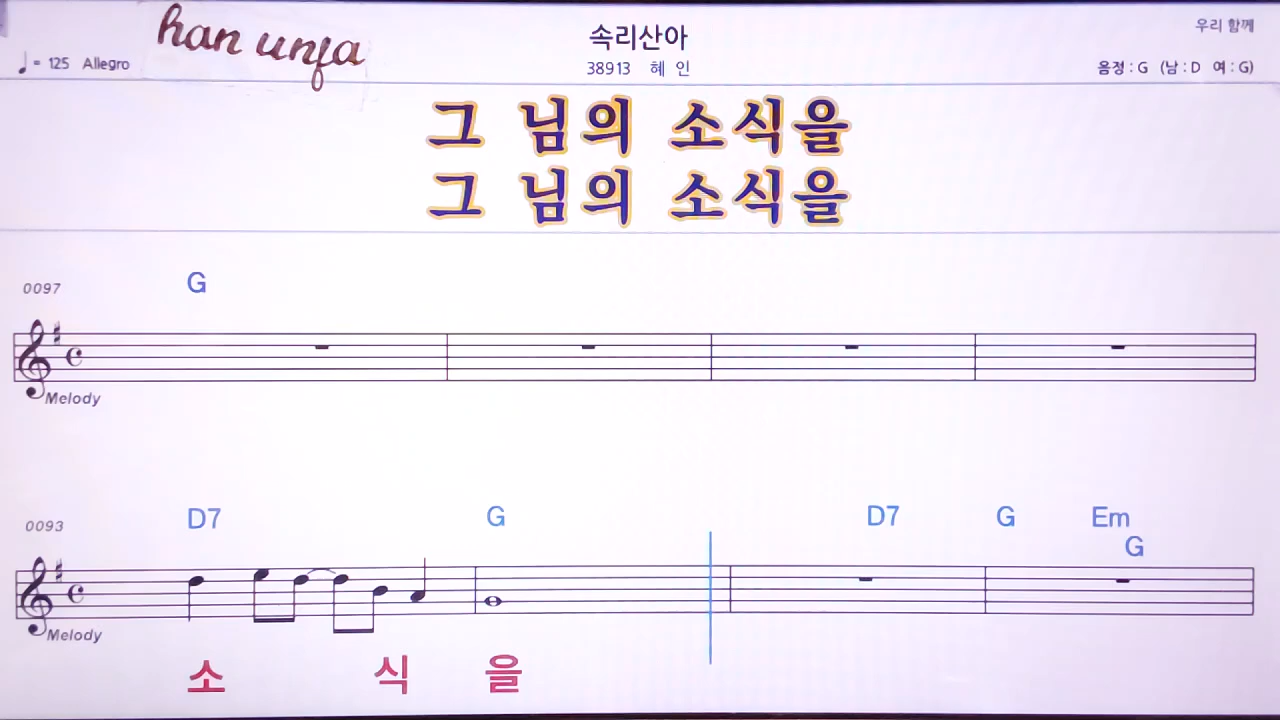 han unfa
속리산아
우리 함께
♩= 125 Allegro
38913 혜 인
음정 : G (남 : D 여 : G)
그 님의 소식을
그 님의 소식을
0097
G
Melody
0093
D7 G D7 G Em
G
Melody
소 식 을